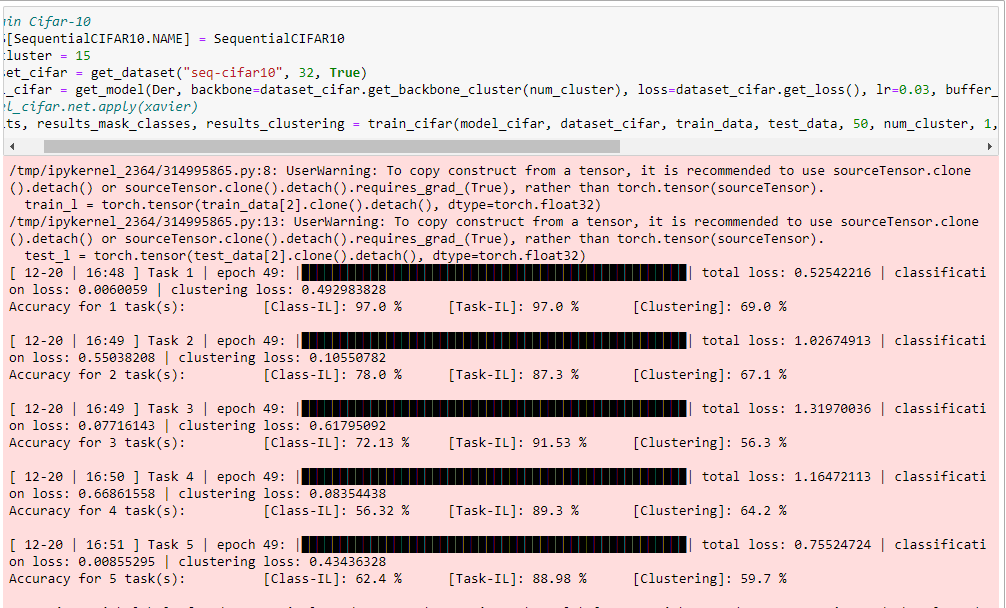 in Cifar-10
[SequentialCIFAR10.NAME] = SequentialCIFAR10
luster = 15
set_cifar = get_dataset("seq-cifar10", 32, True)
_cifar = get_model(Der, backbone=dataset_cifar.get_backbone_cluster(num_cluster), loss=dataset_cifar.get_loss(), lr=0.03, buffer_
el_cifar.net.apply(xavier)
lts, results_mask_classes, results_clustering = train_cifar(model_cifar, dataset_cifar, train_data, test_data, 50, num_cluster, 1,
/tmp/ipykernel_2364/314995865.py:8: UserWarning: To copy construct from a tensor, it is recommended to use sourceTensor.clone
().detach() or sourceTensor.clone().detach().requires_grad_(True), rather than torch.tensor(sourceTensor).
train_l = torch.tensor(train_data[2].clone().detach(), dtype=torch.float32)
/tmp/ipykernel_2364/314995865.py:13: UserWarning: To copy construct from a tensor, it is recommended to use sourceTensor.clone
().detach() or sourceTensor.clone().detach().requires_grad_(True), rather than torch.tensor(sourceTensor).
test_l = torch.tensor(test_data[2].clone().detach(), dtype=torch.float32)
[ 12-20 | 16:48 ] Task 1 | epoch 49: | | total loss: 0.52542216 | classificati
on loss: 0.0060059 | clustering loss: 0.492983828
Accuracy for 1 task(s): [Class-IL]: 97.0 % [Task-IL]: 97.0 % [Clustering]: 69.0 %
[ 12-20 | 16:49 ] Task 2 | epoch 49: | | total loss: 1.02674913 | classificati
on loss: 0.55038208 | clustering loss: 0.10550782
Accuracy for 2 task(s): [Class-IL]: 78.0 % [Task-IL]: 87.3 % [Clustering]: 67.1 %
[ 12-20 | 16:49 ] Task 3 | epoch 49: | | total loss: 1.31970036 | classificati
on loss: 0.07716143 | clustering loss: 0.61795092
Accuracy for 3 task(s): [Class-IL]: 72.13 % [Task-IL]: 91.53 % [Clustering]: 56.3 %
[ 12-20 | 16:50 ] Task 4 | epoch 49: | | total loss: 1.16472113 | classificati
on loss: 0.66861558 | clustering loss: 0.08354438
Accuracy for 4 task(s): [Class-IL]: 56.32 % [Task-IL]: 89.3 % [Clustering]: 64.2 %
[ 12-20 | 16:51 ] Task 5 | epoch 49: | | total loss: 0.75524724 | classificati
on loss: 0.00855295 | clustering loss: 0.43436328
Accuracy for 5 task(s): [Class-IL]: 62.4 % [Task-IL]: 88.98 % [Clustering]: 59.7 %